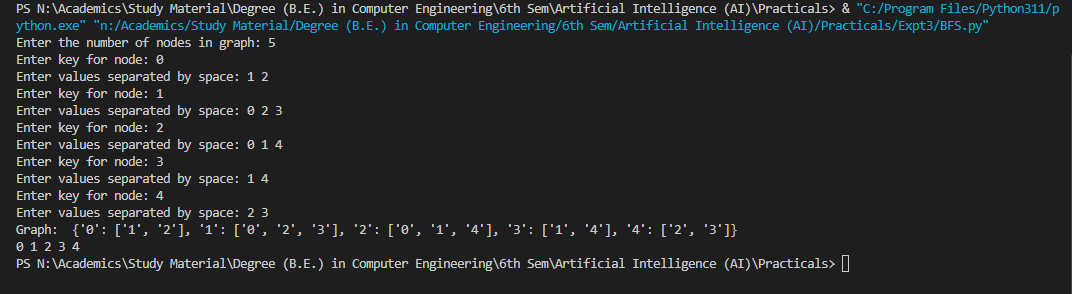 PS N:\Academics\Study Material\Degree (B.E.) in Computer Engineering\6th Sem\Artificial Intelligence (AI)\Practicals> & "C:/Program Files/Python311/p
ython.exe" "n:/Academics/Study Material/Degree (B.E.) in Computer Engineering/6th Sem/Artificial Intelligence (AI)/Practicals/Expt3/BFS.py"
Enter the number of nodes in graph: 5
Enter key for node: 0
Enter values separated by space: 1 2
Enter key for node: 1
Enter values separated by space: 0 2 3
Enter key for node: 2
Enter values separated by space: 0 1 4
Enter key for node: 3
Enter values separated by space: 1 4
Enter key for node: 4
Enter values separated by space: 2 3
Graph:  {'0': ['1', '2'], '1': ['0', '2', '3'], '2': ['0', '1', '4'], '3': ['1', '4'], '4': ['2', '3']}
0 1 2 3 4
PS N:\Academics\Study Material\Degree (B.E.) in Computer Engineering\6th Sem\Artificial Intelligence (AI)\Practicals>